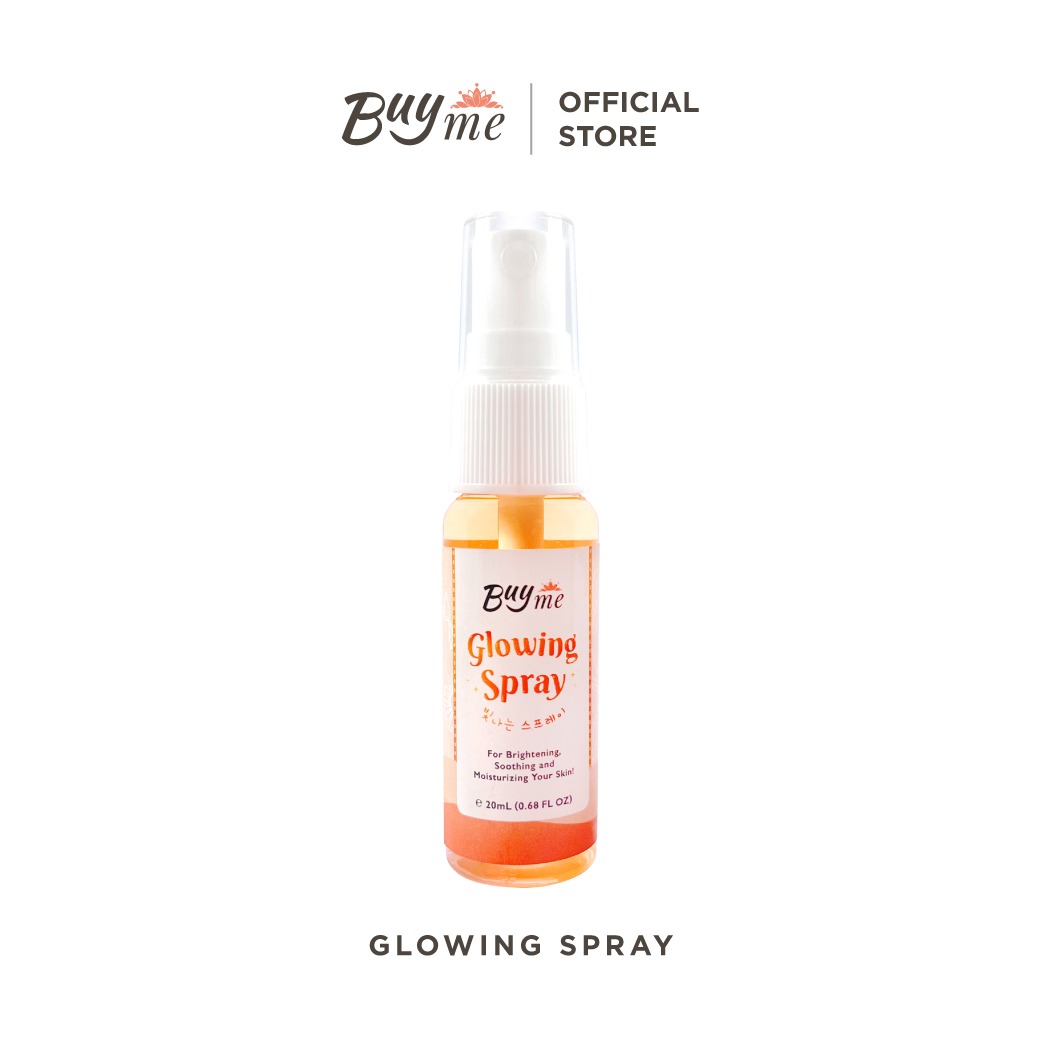 Buy me
OFFICIAL
STORE
Buy me
Glowing
Spray
빛나는 스프레이
For Brightening,
Soothing and
Moisturizing Your Skin!
℮ 20mL (0.68 FL OZ)
GLOWING SPRAY